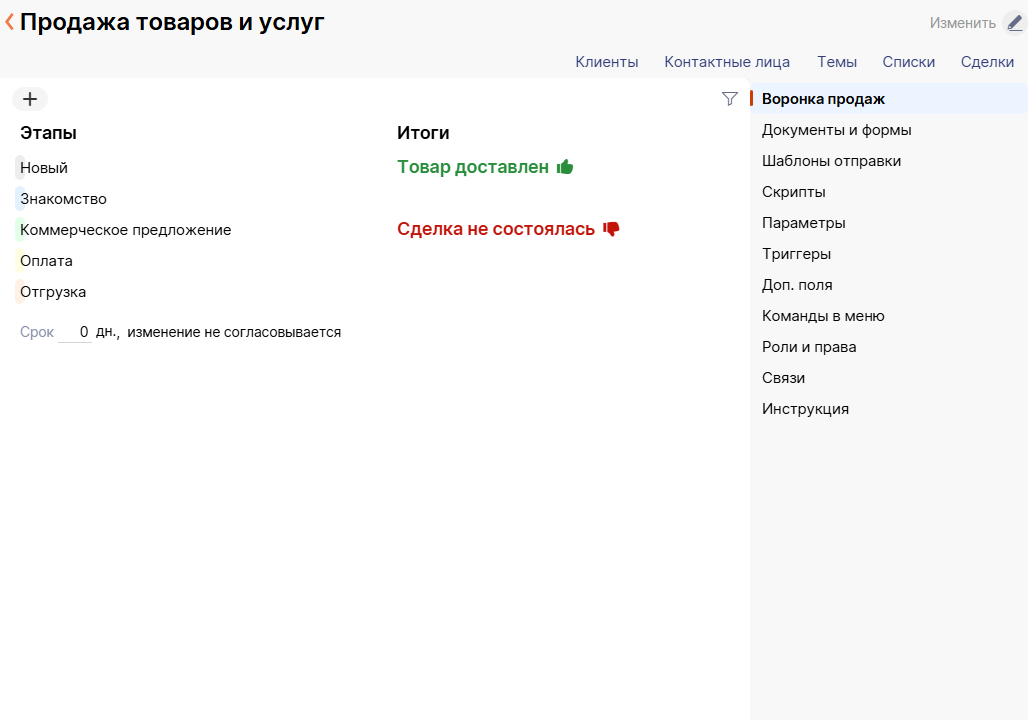 Продажа товаров и услуг
Изменить
Клиенты Контактные лица Темы Списки Сделки
Этапы
Новый
Знакомство
Коммерческое предложение
Оплата
Отгрузка
Срок 0 дн., изменение не согласовывается
Итоги
Товар доставлен
Сделка не состоялась
Воронка продаж
Документы и формы
Шаблоны отправки
Скрипты
Параметры
Триггеры
Доп. поля
Команды в меню
Роли и права
Связи
Инструкция